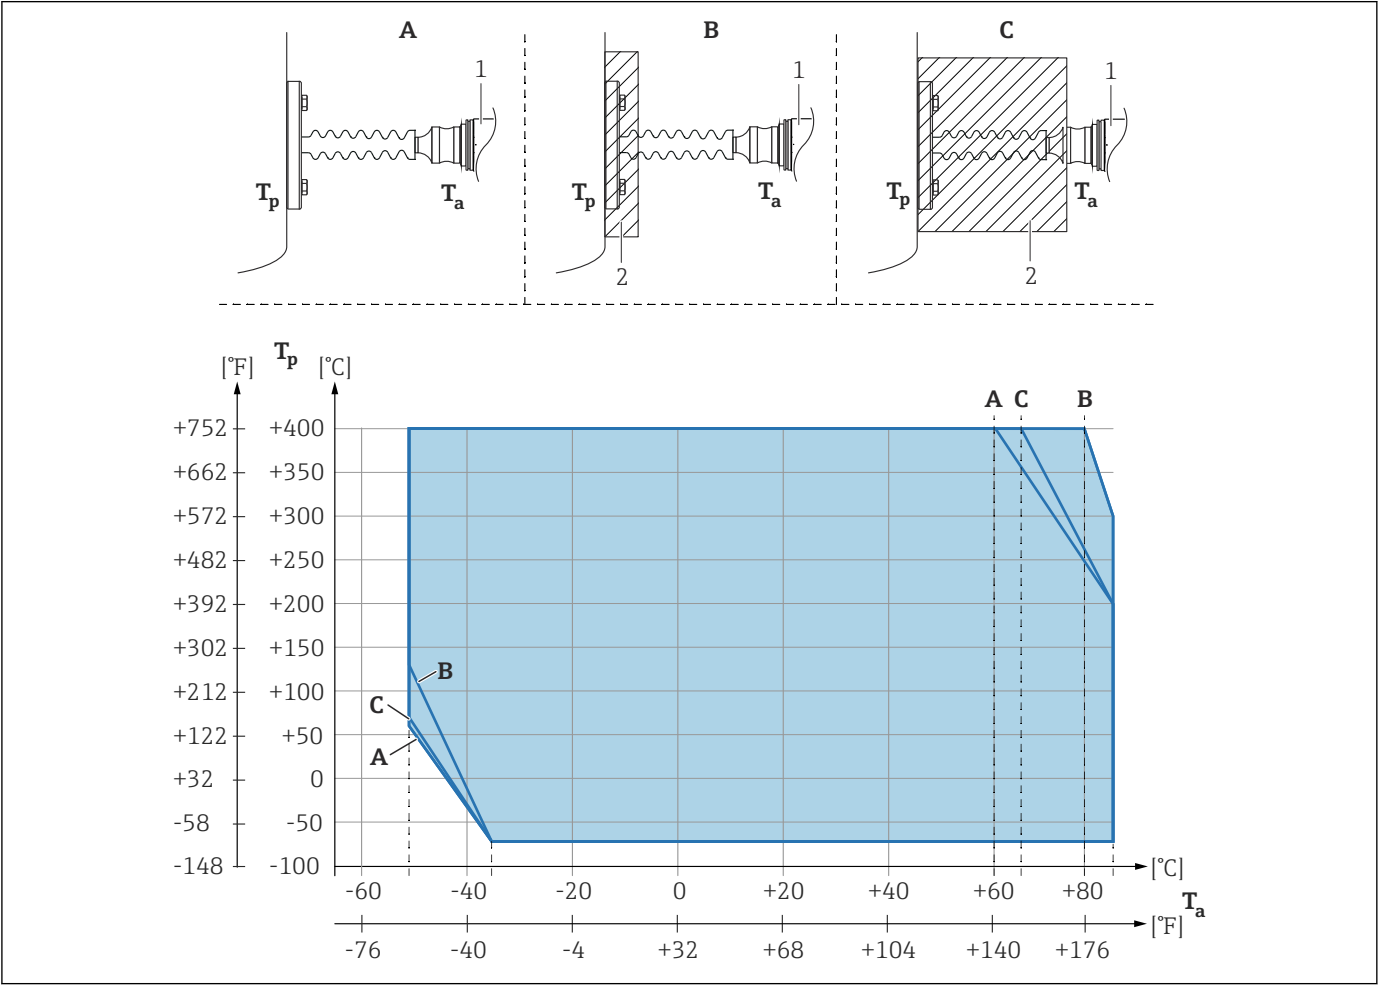 A B C
1 1 1
Tp Ta Tp Ta Tp Ta
2 2
[°F] Tp [°C]
A C B
+752 +400
+662 +350
+572 +300
+482 +250
+392 +200
+302 +150
B
+212 +100
C
+122 +50
A
+32 0
-58 -50
-148 -100
[°C]
-60 -40 -20 0 +20 +40 +60 +80
Ta
[°F]
-76 -40 -4 +32 +68 +104 +140 +176